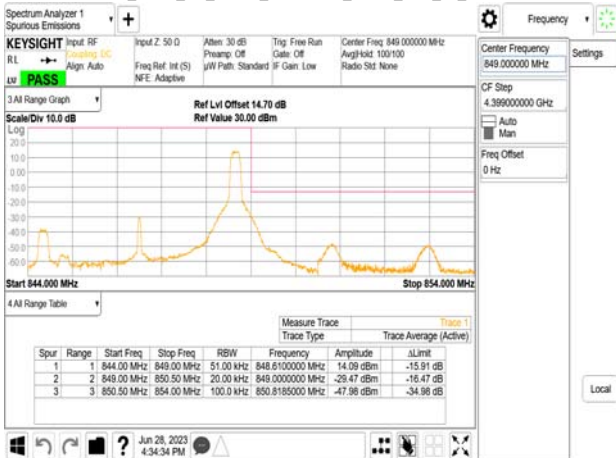 Spectrum Analyzer 1
Spurious Emissions
Frequency
KEYSIGHT Input: RF Input Z: 50 Ω Atten: 30 dB Trig: Free Run Center Freq: 849.000000 MHz
RL Coupling: DC Preamp: Off Gate: Off Avg|Hold: 100/100
Align: Auto Freq Ref: Int (S) µW Path: Standard IF Gain: Low Radio Std: None
LV PASS NFE: Adaptive
Center Frequency
849.000000 MHz
Settings
CF Step
4.399000000 GHz
Auto
Man
Freq Offset
0 Hz
3 All Range Graph
Ref Lvl Offset 14.70 dB
Scale/Div 10.0 dB Ref Value 30.00 dBm
Log
20.0
10.0
0.00
-10.0
-20.0
-30.0
-40.0
-50.0
-60.0
Start 844.000 MHz Stop 854.000 MHz
4 All Range Table
Measure Trace Trace 1
Trace Type Trace Average (Active)
Spur Range Start Freq Stop Freq RBW Frequency Amplitude ΔLimit
1 1 844.00 MHz 849.00 MHz 51.00 kHz 848.6100000 MHz 14.09 dBm -15.91 dB
2 2 849.00 MHz 850.50 MHz 20.00 kHz 849.0000000 MHz -29.47 dBm -16.47 dB
3 3 850.50 MHz 854.00 MHz 100.0 kHz 850.8185000 MHz -47.98 dBm -34.98 dB
Local
? Jun 28, 2023
4:34:34 PM